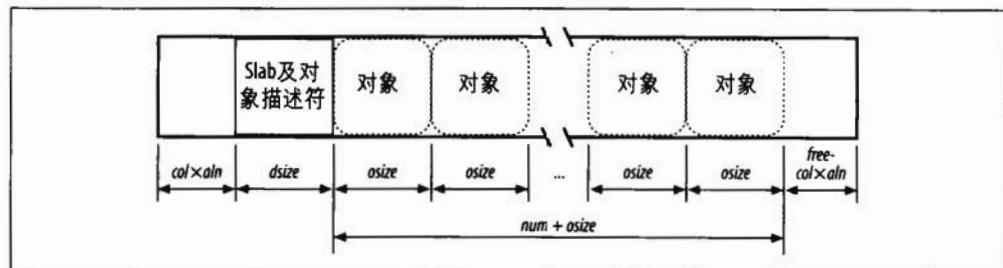 Slab及对
象描述符
对象
对象
对象
对象
col×aln
dsize
osize
osize
...
osize
osize
free-
col×aln
num + osize